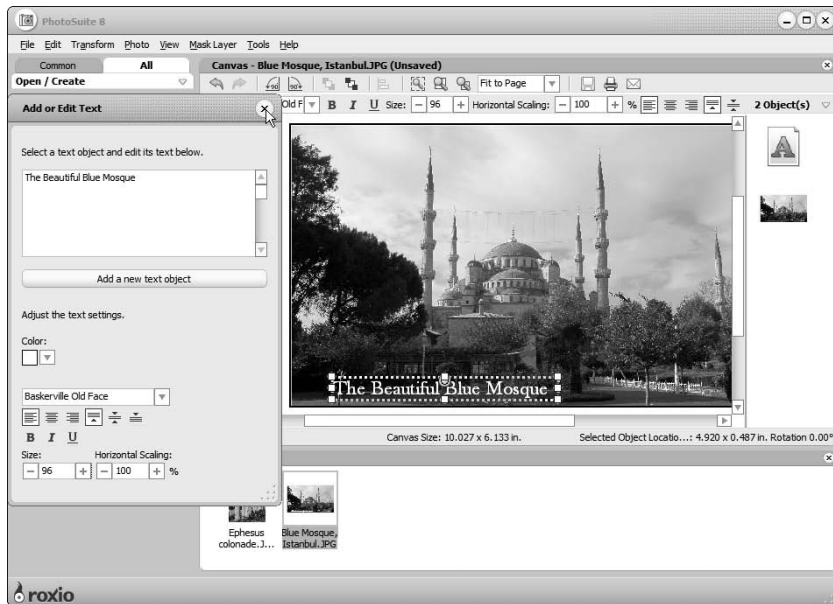 PhotoSuite 8
File Edit Transform Photo View Mask Layer Tools Help
Common All
Canvas - Blue Mosque, Istanbul.JPG (Unsaved)
Open / Create
+90 90+ Fit to Page
Add or Edit Text
Old F B I U Size: 96 Horizontal Scaling: 100 % 2 Object(s)
Select a text object and edit its text below.
The Beautiful Blue Mosque
Add a new text object
Adjust the text settings.
Color:
Baskerville Old Face
B I U
Size: Horizontal Scaling:
96 100 %
A
The Beautiful Blue Mosque
Canvas Size: 10.027 x 6.133 in. Selected Object Locatio...: 4.920 x 0.487 in. Rotation 0.00°
Ephesus
colonade.J...
Blue Mosque,
Istanbul.JPG
roxio